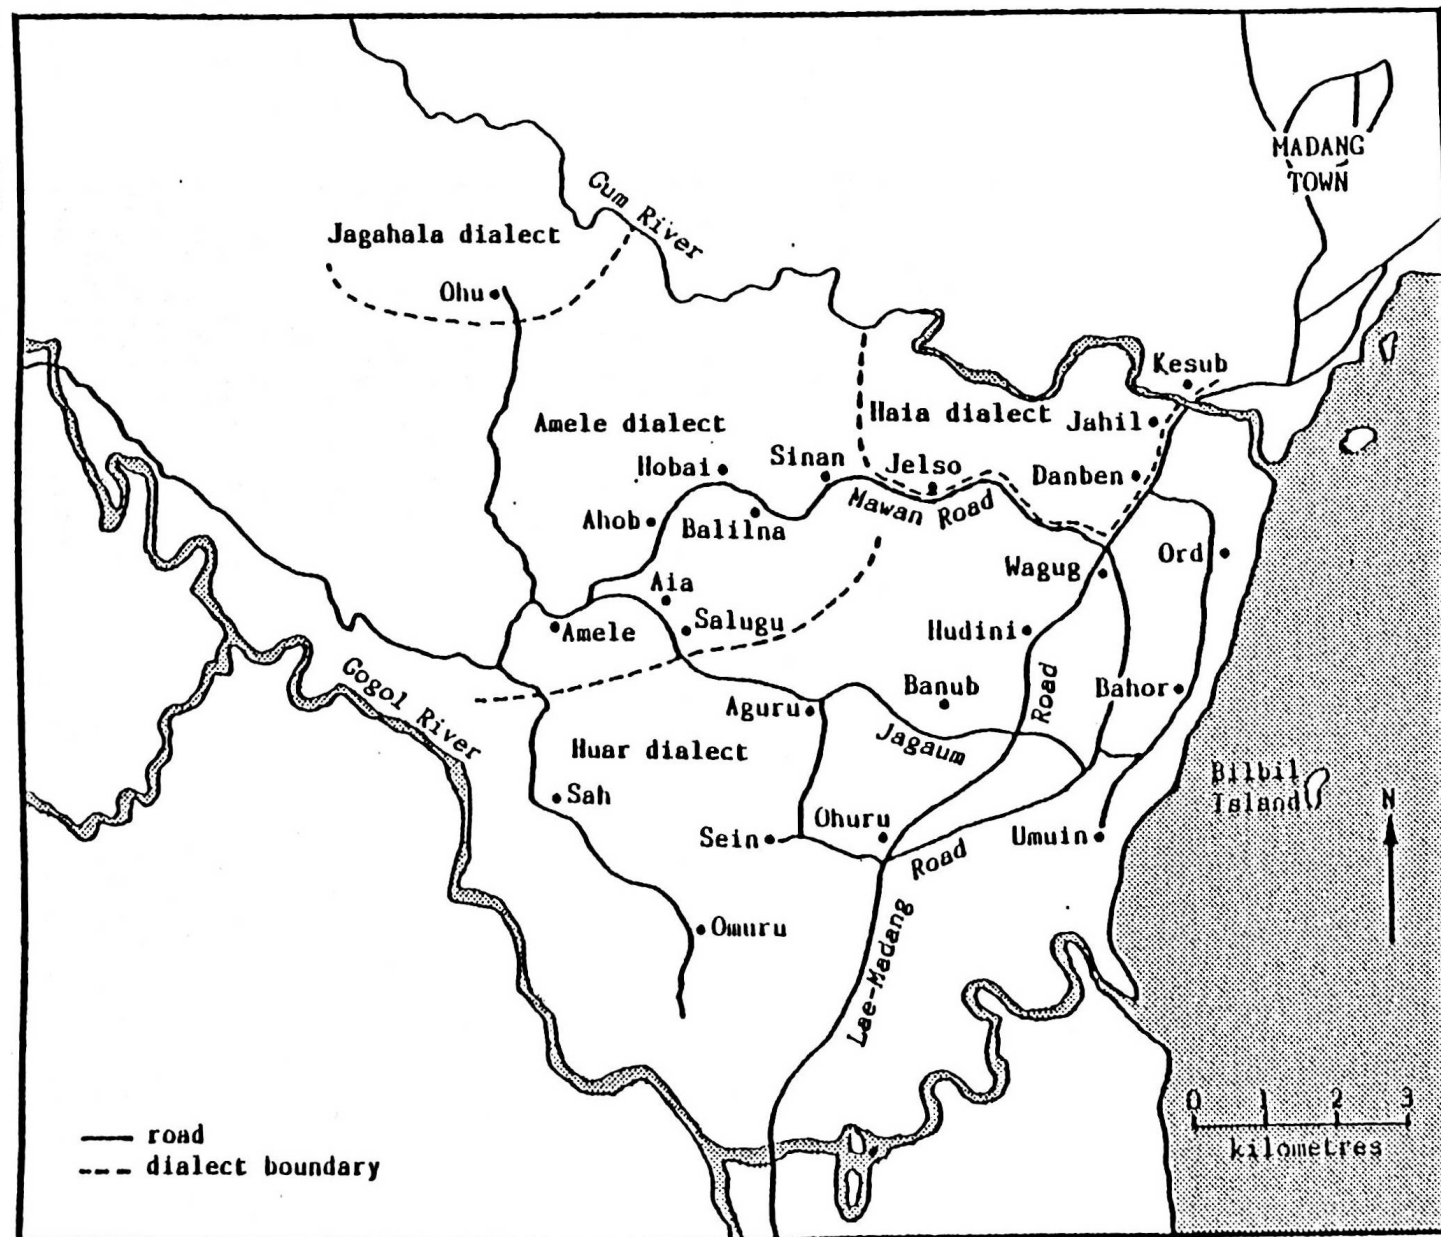 MADANG
TOWN
Gum River
Jagahala dialect
Ohu
Kesub
Haia dialect
Jahil
Amele dialect
Hobai
Sinan
Jelso
Danben
Mawan Road
Ahob
Balilna
Ord
Wagug
Aia
Salugu
Amele
Hudini
Gogol River
Banub
Road
Bahor
Aguru
Jagaum
Huar dialect
Bilbil
Island
N
Sah
Sein
Ohuru
Road
Umuin
Omuru
Lae-Madang
0 1 2 3
kilometres
road
dialect boundary